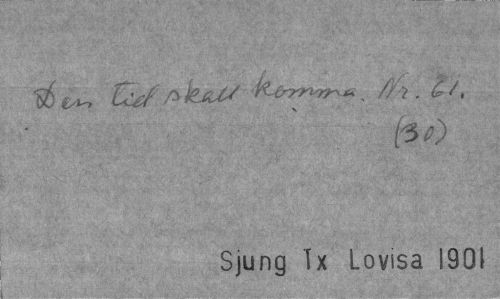 Den tid skall komma. Nr. 61.
(30)
Sjung Tx Lovisa 1901